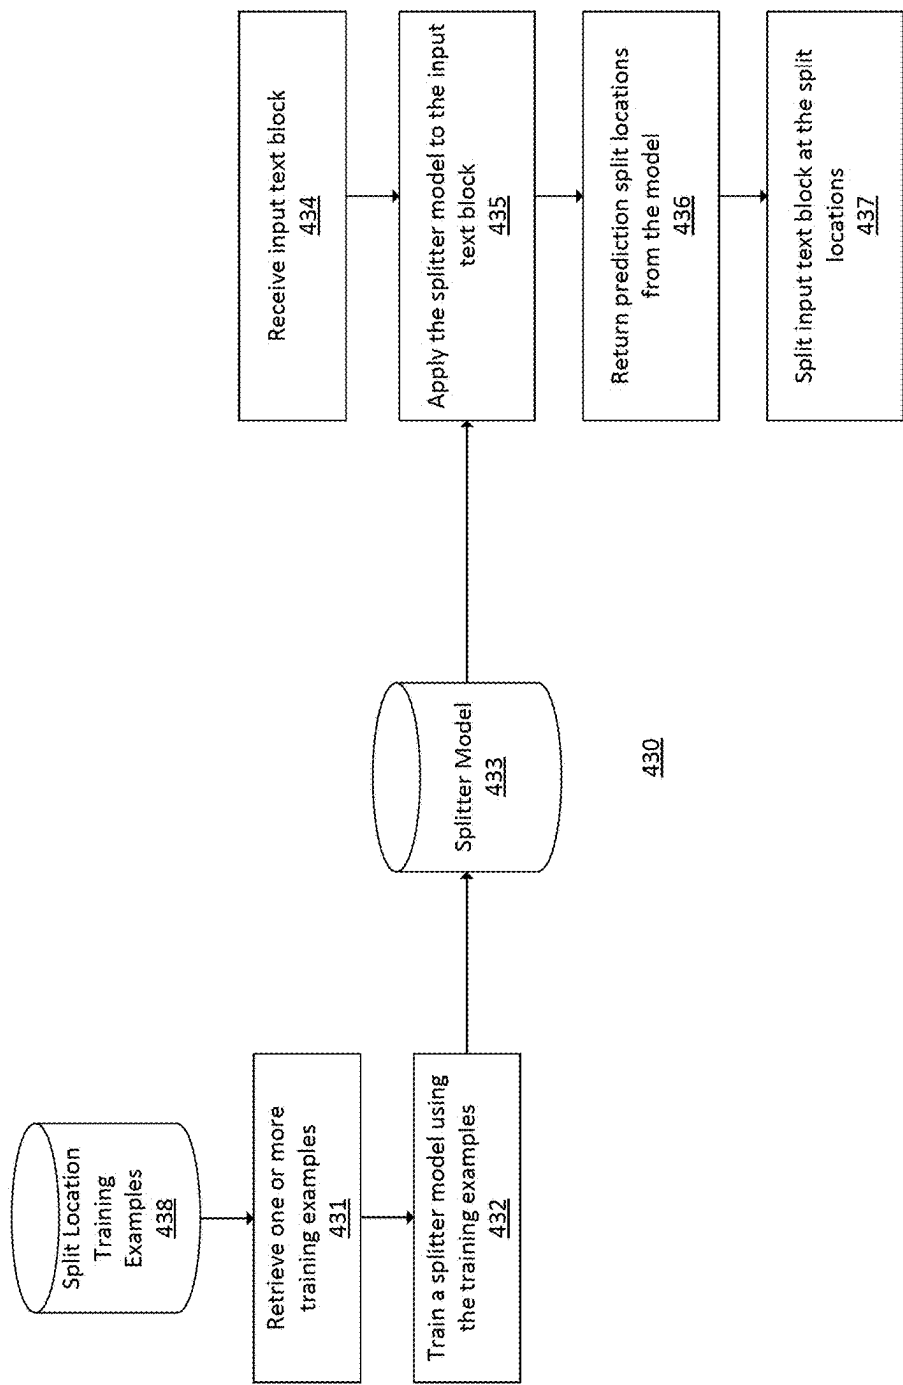 Split Location
Training
Examples
438
Retrieve one or more
training examples
431
Train a splitter model using
the training examples
432
Splitter Model
433
430
Receive input text block
434
Apply the splitter model to the input
text block
435
Return prediction split locations
from the model
436
Split input text block at the split
locations
437